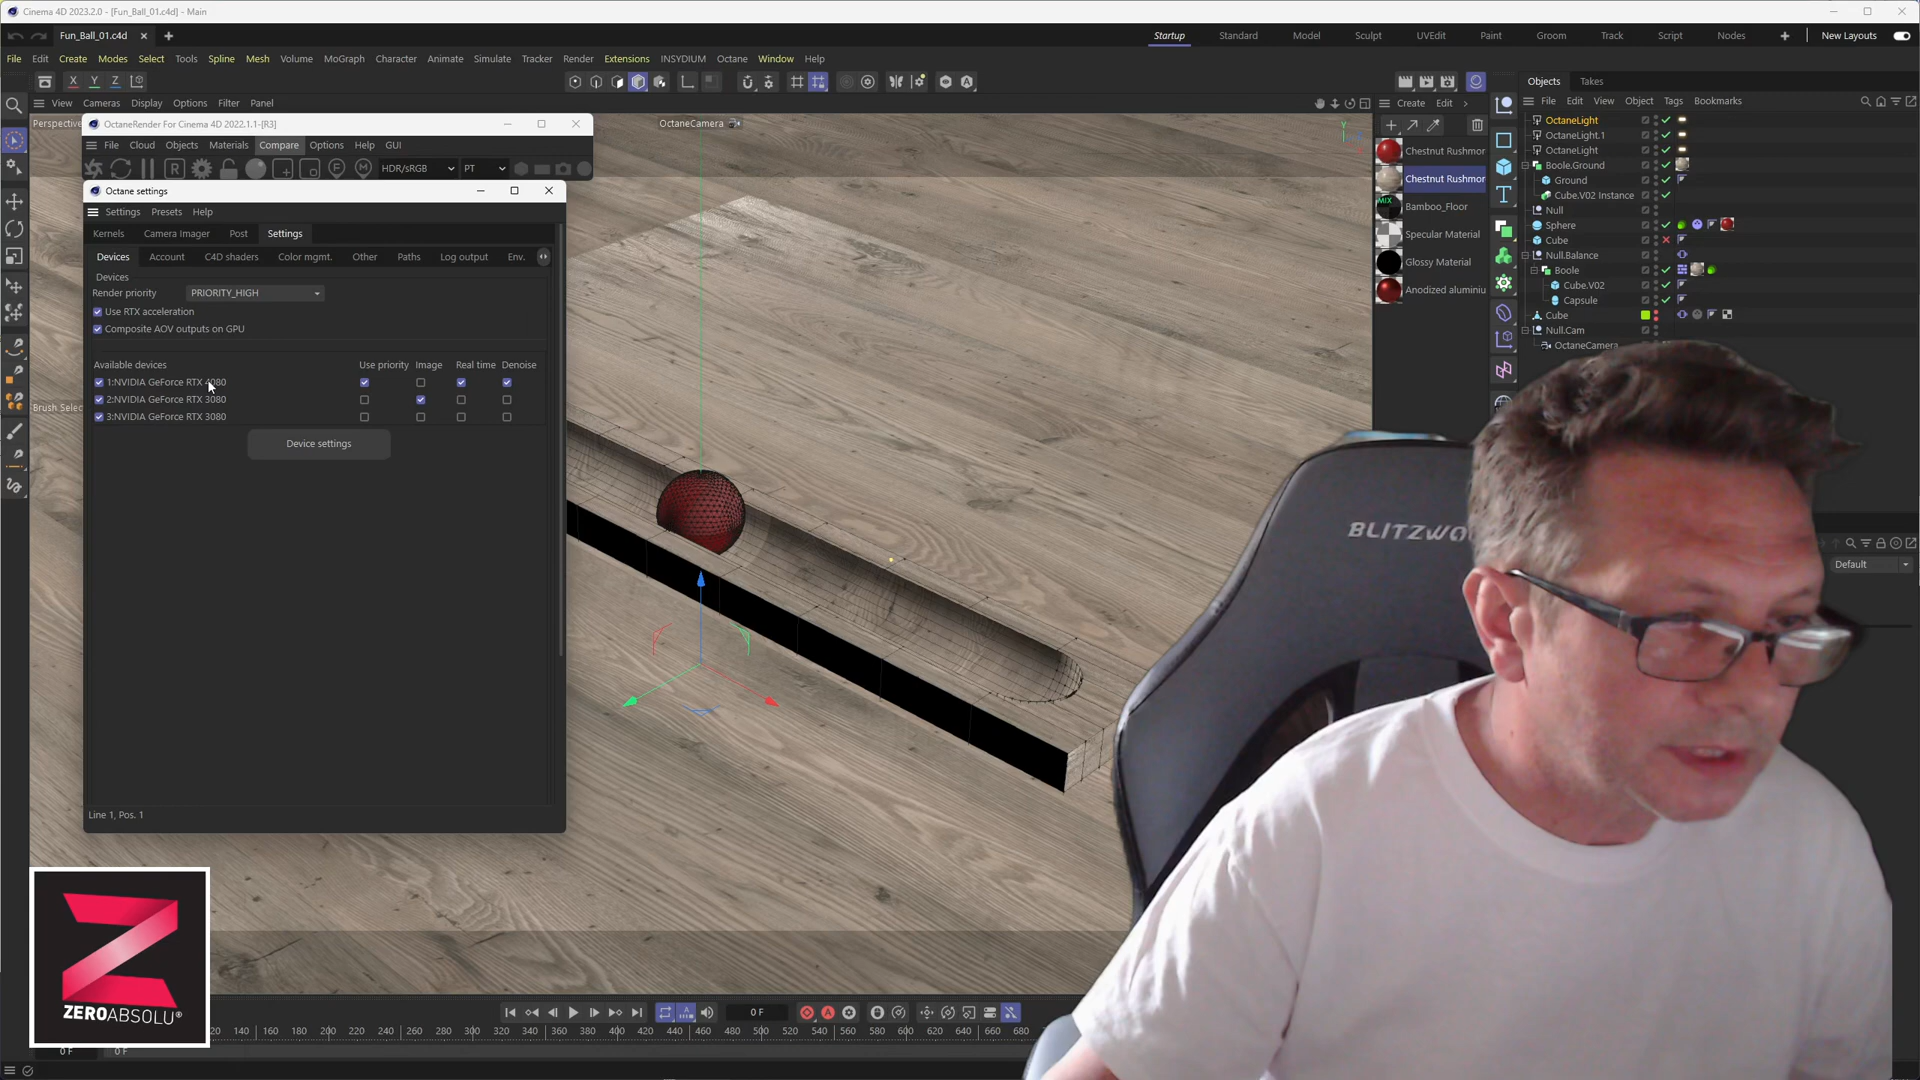 Cinema 4D 2023.2.0 - [Fun_Ball_01.c4d] - Main
Fun_Ball_01.c4d
Startup Standard Model Sculpt UVEdit Paint Groom Track Script Nodes New Layouts
File Edit Create Modes Select Tools Spline Mesh Volume MoGraph Character Animate Simulate Tracker Render Extensions INSYDIUM Octane Window Help
X Y Z
Objects Takes
View Cameras Display Options Filter Panel
Create Edit
File Edit View Object Tags Bookmarks
Perspective
OctaneRender For Cinema 4D 2022.1.1-[R3]
OctaneCamera
Y
File Cloud Objects Materials Compare Options Help GUI
HDR/sRGB PT
Octane settings
Settings Presets Help
Kernels Camera Imager Post Settings
Devices Account C4D shaders Color mgmt. Other Paths Log output Env.
Devices
Render priority PRIORITY_HIGH
Use RTX acceleration
Composite AOV outputs on GPU
Available devices Use priority Image Real time Denoise
1:NVIDIA GeForce RTX 4080
2:NVIDIA GeForce RTX 3080
3:NVIDIA GeForce RTX 3080
Device settings
Line 1, Pos. 1
Brush Selec
Chestnut Rushmor
Chestnut Rushmor
MIX
Bamboo_Floor
Specular Material
Glossy Material
Anodized aluminiu
OctaneLight
OctaneLight.1
OctaneLight
Boole.Ground
Ground
Cube.V02 Instance
Null
Sphere
Cube
Null.Balance
Boole
Cube.V02
Capsule
Cube
Null.Cam
OctaneCamera
Default
BLITZWO
ZEROABSOLU®
0 F
120 140 160 180 200 220 240 260 280 300 320 340 360 380 400 420 440 460 480 500 520 540 560 580 600 620 640 660 680
0 F 0 F